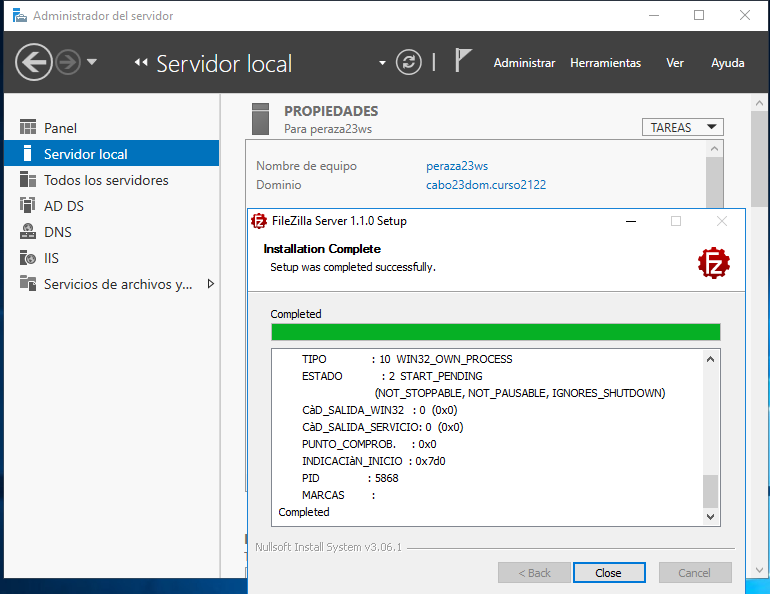 Administrador del servidor
Servidor local
Administrar Herramientas Ver Ayuda
Panel
Servidor local
Todos los servidores
AD DS
DNS
IIS
Servicios de archivos y...
PROPIEDADES
Para peraza23ws
TAREAS
Nombre de equipo peraza23ws
Dominio cabo23dom.curso2122
FileZilla Server 1.1.0 Setup
Installation Complete
Setup was completed successfully.
Completed
TIPO : 10 WIN32_OWN_PROCESS
ESTADO : 2 START_PENDING
(NOT_STOPPABLE, NOT_PAUSABLE, IGNORES_SHUTDOWN)
CàD_SALIDA_WIN32 : 0 (0x0)
CàD_SALIDA_SERVICIO: 0 (0x0)
PUNTO_COMPROB. : 0x0
INDICACIàN_INICIO : 0x7d0
PID : 5868
MARCAS :
Completed
Nullsoft Install System v3.06.1
< Back Close Cancel